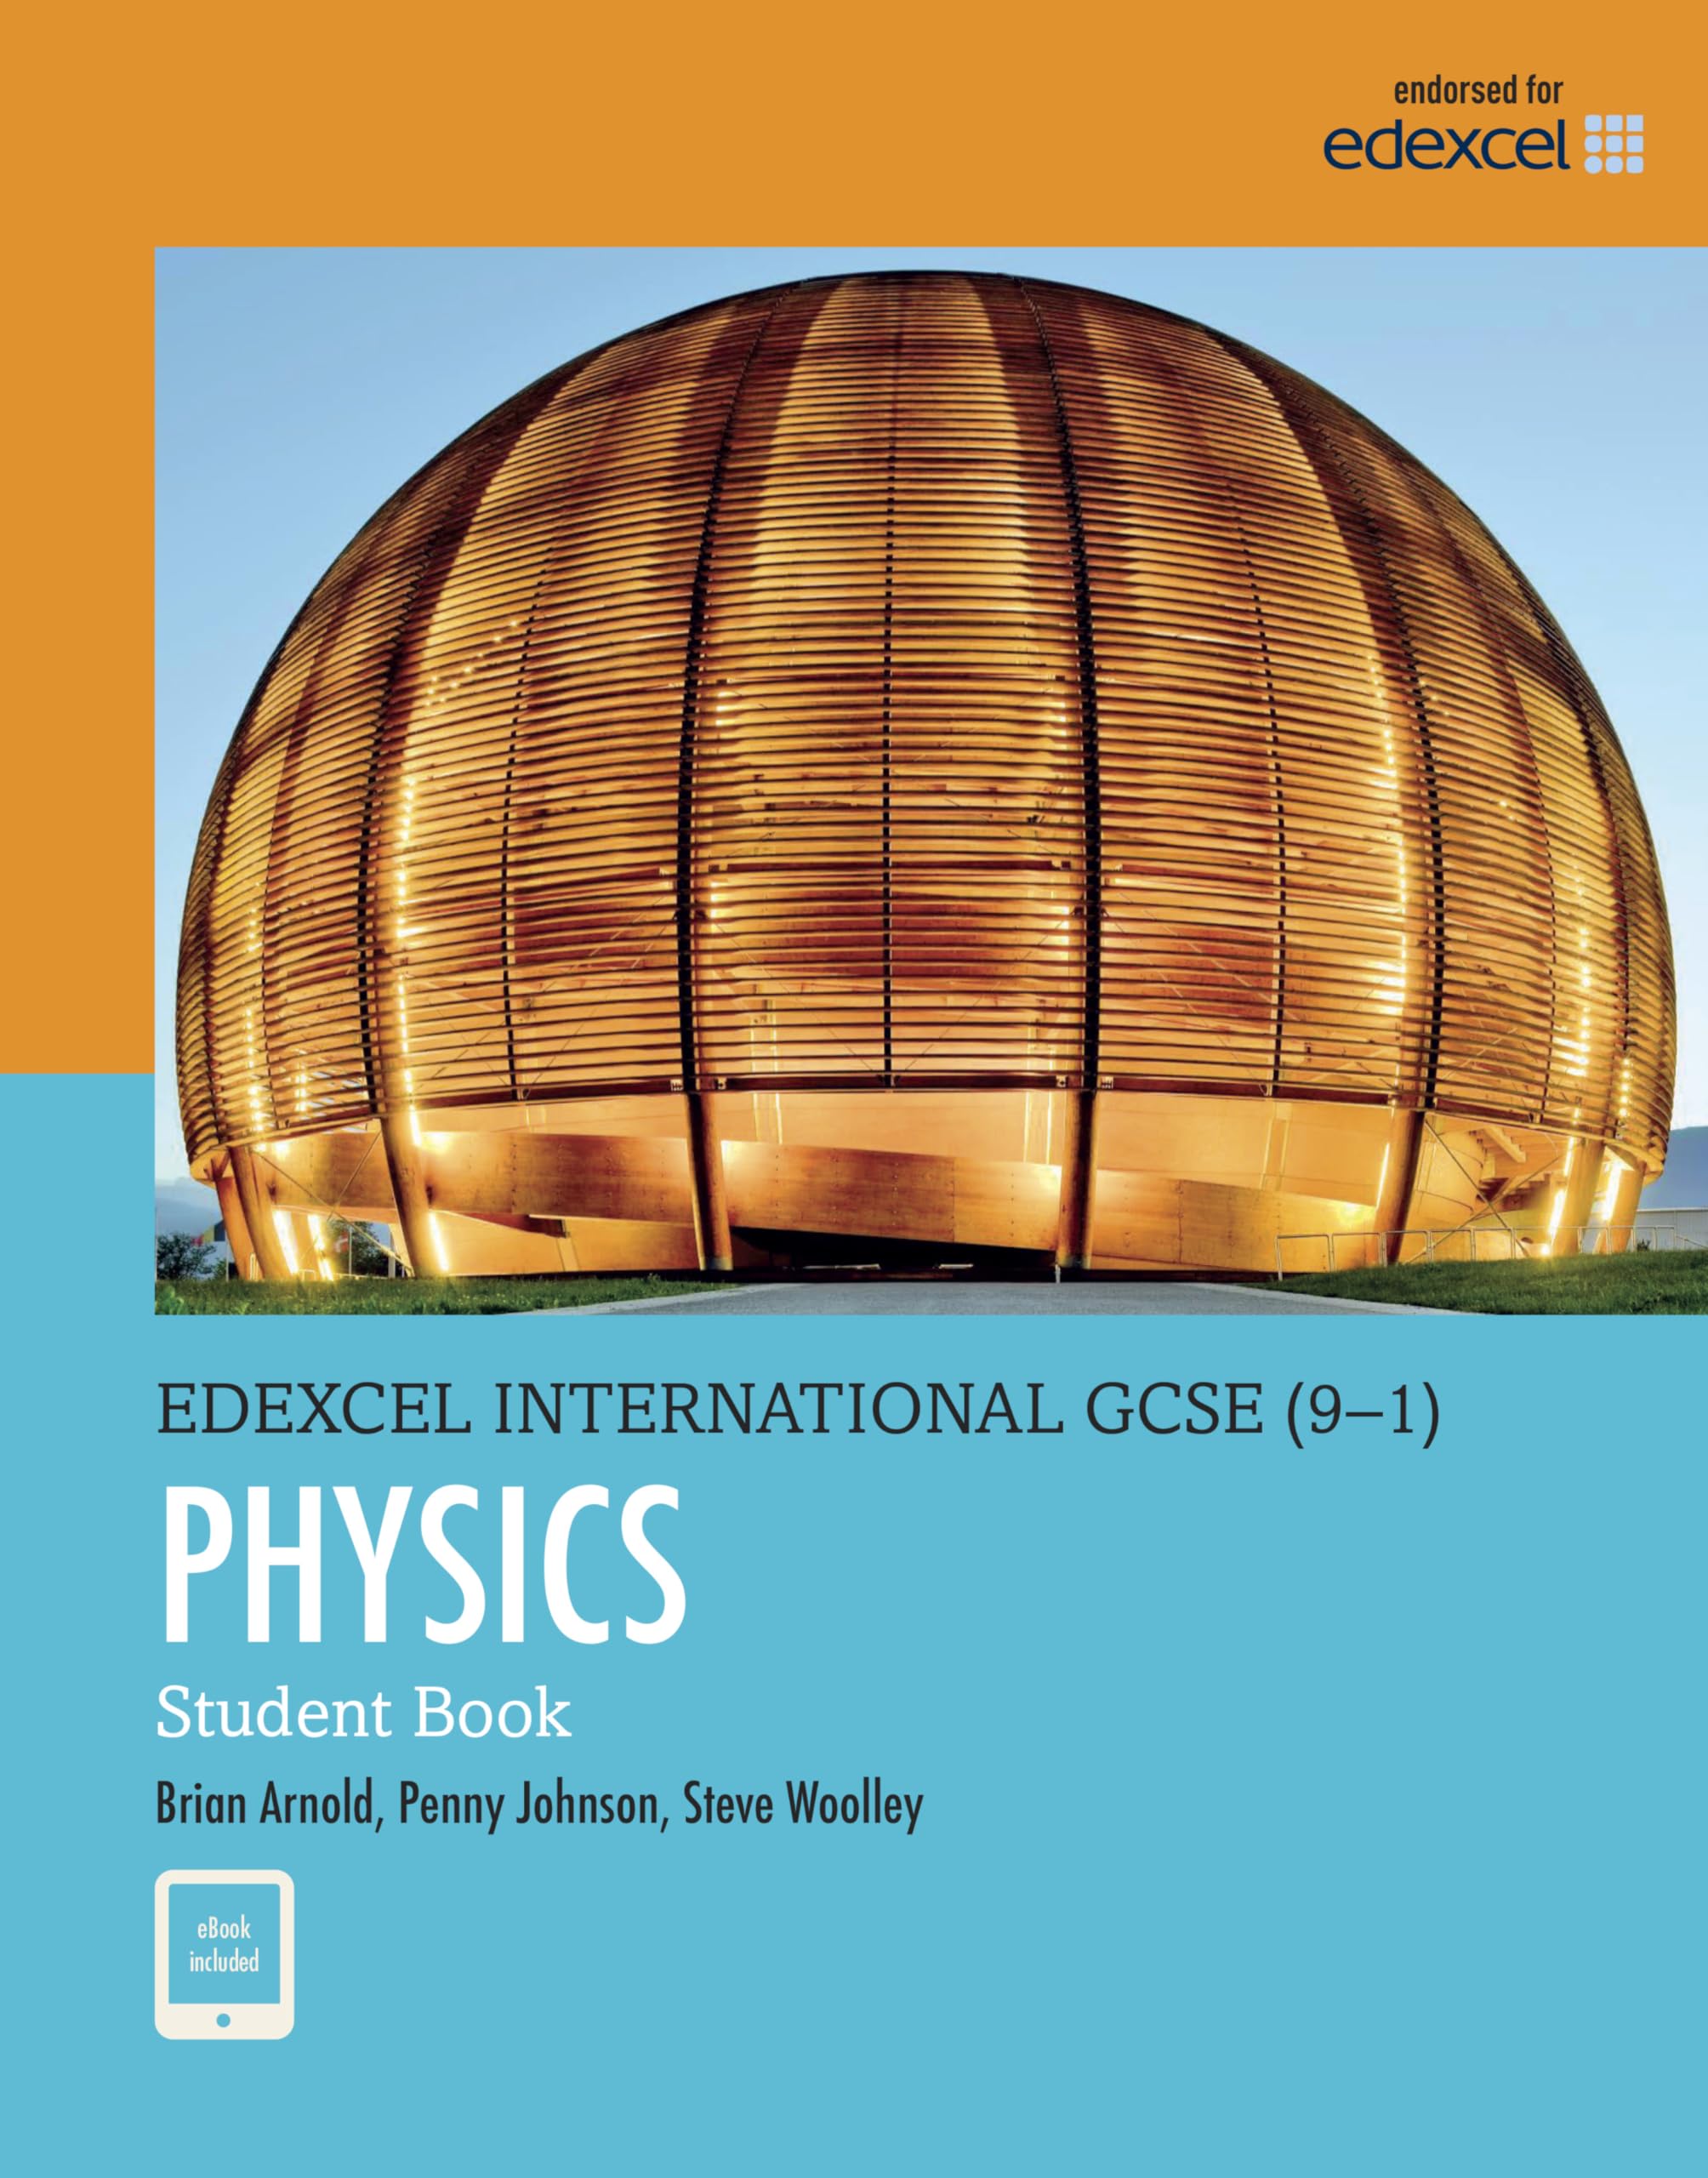 endorsed for
edexcel
EDEXCEL INTERNATIONAL GCSE (9–1)
PHYSICS
Student Book
Brian Arnold, Penny Johnson, Steve Woolley
eBook
included